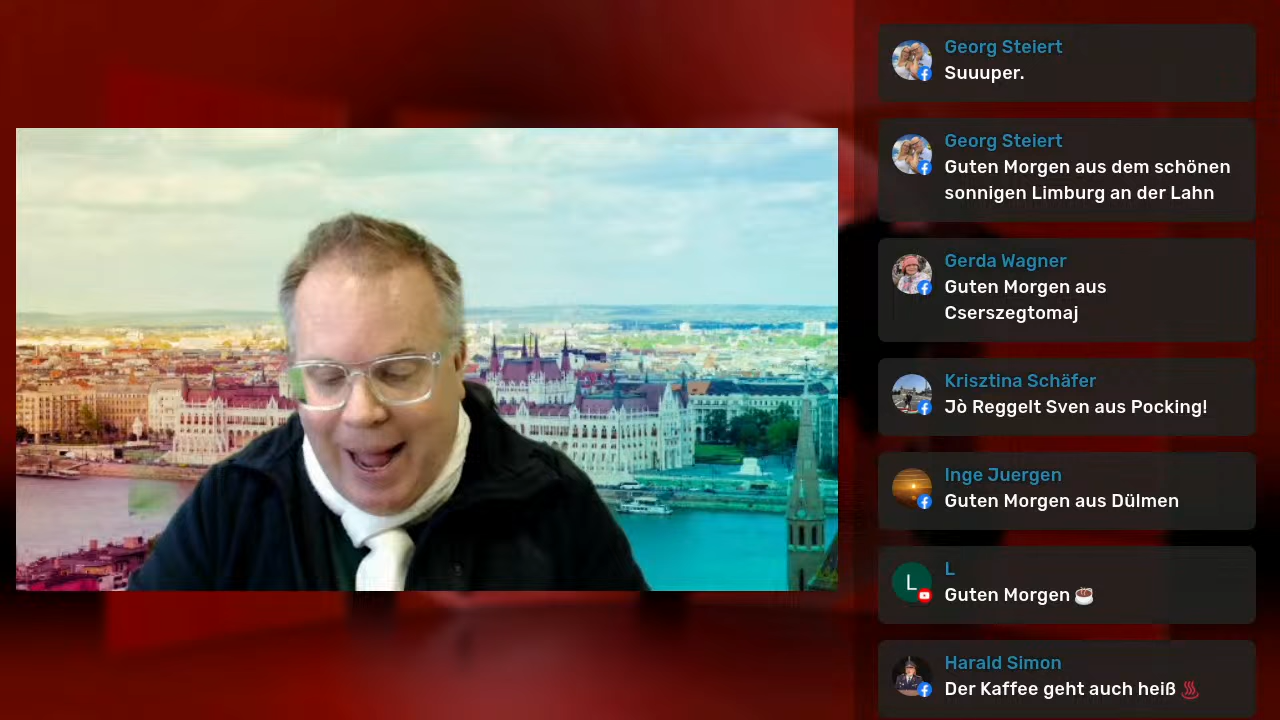 Georg Steiert
Suuuper.
Georg Steiert
Guten Morgen aus dem schönen
sonnigen Limburg an der Lahn
Gerda Wagner
Guten Morgen aus
Cserszegtomaj
Krisztina Schäfer
Jò Reggelt Sven aus Pocking!
Inge Juergen
Guten Morgen aus Dülmen
L
L
Guten Morgen ☕
Harald Simon
Der Kaffee geht auch heiß ♨